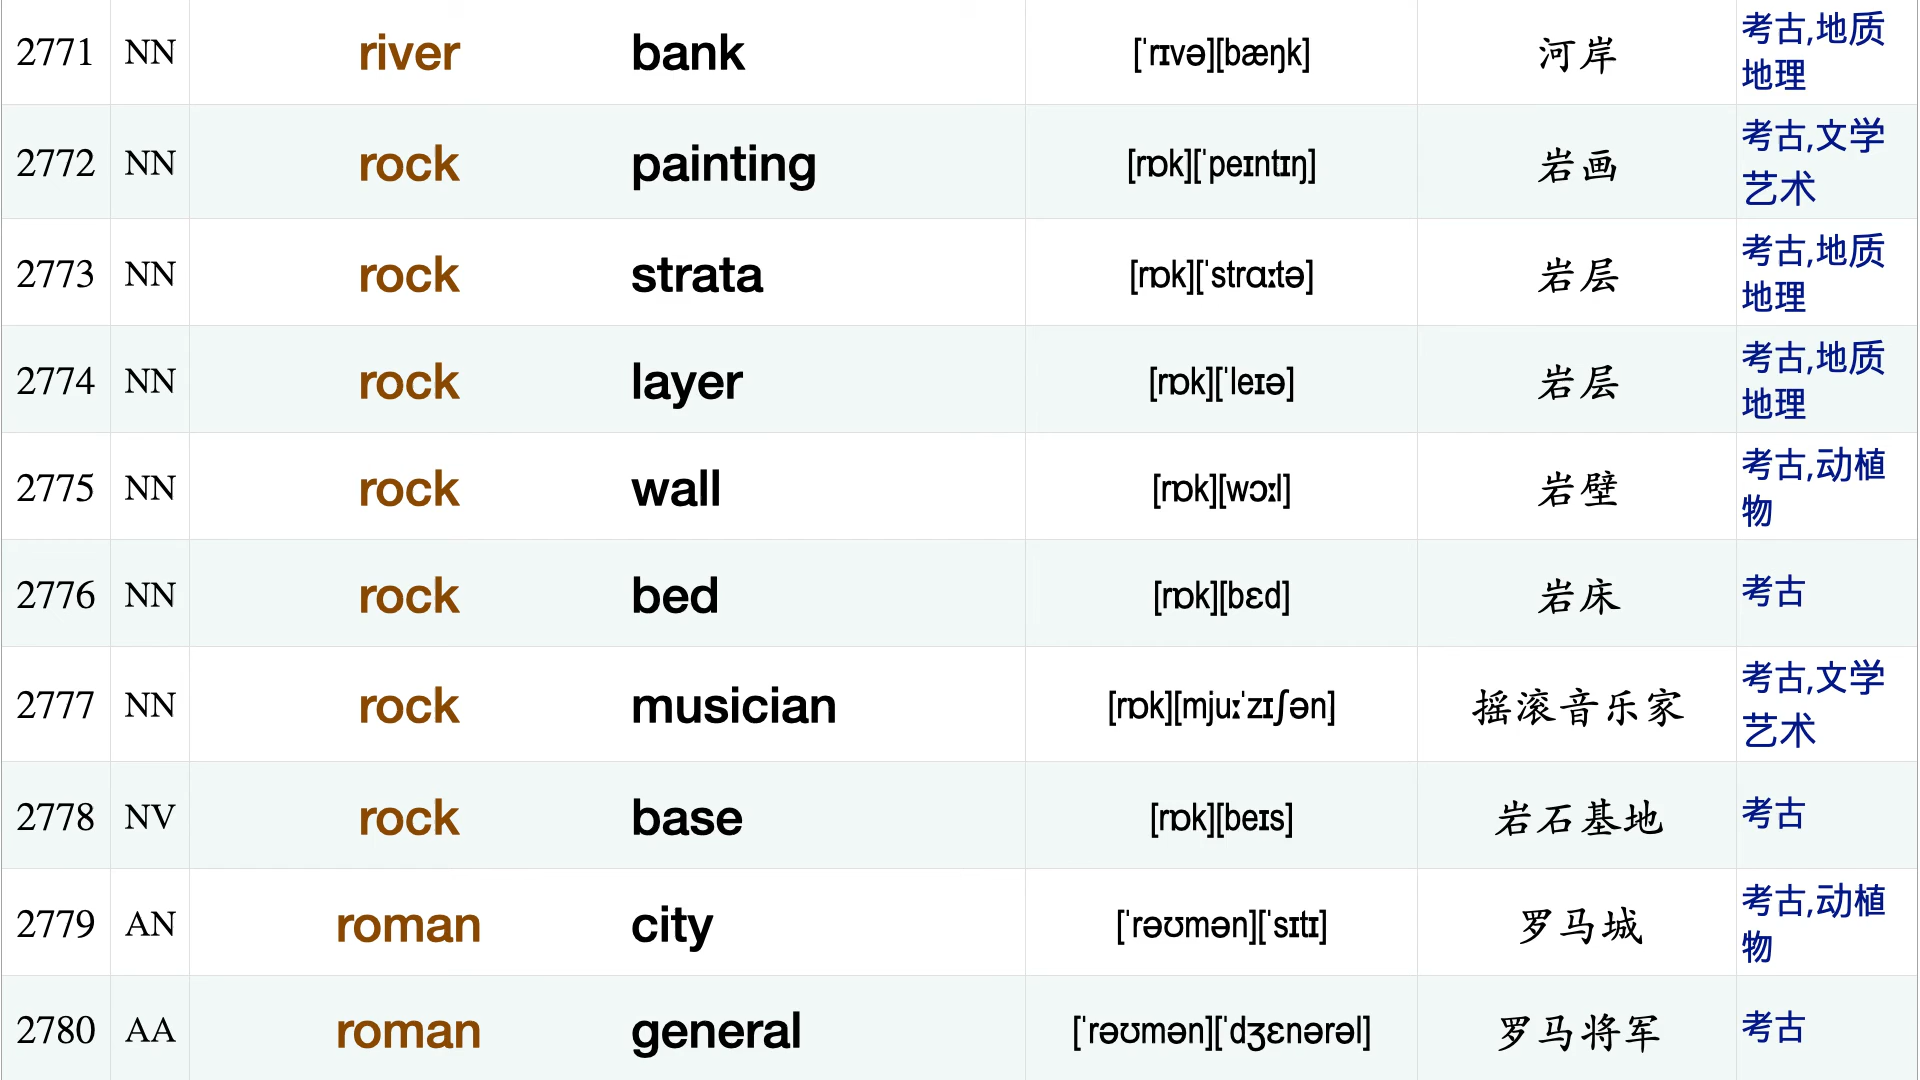 2771 NN river bank [ˈrɪvə][bæŋk] 河岸 考古,地质
地理
2772 NN rock painting [rɒk][ˈpeɪntɪŋ] 岩画 考古,文学
艺术
2773 NN rock strata [rɒk][ˈstrɑːtə] 岩层 考古,地质
地理
2774 NN rock layer [rɒk][ˈleɪə] 岩层 考古,地质
地理
2775 NN rock wall [rɒk][wɔːl] 岩壁 考古,动植
物
2776 NN rock bed [rɒk][bɛd] 岩床 考古
2777 NN rock musician [rɒk][mjuːˈzɪʃən] 摇滚音乐家 考古,文学
艺术
2778 NV rock base [rɒk][beɪs] 岩石基地 考古
2779 AN roman city [ˈrəʊmən][ˈsɪtɪ] 罗马城 考古,动植
物
2780 AA roman general [ˈrəʊmən][ˈdʒɛnərəl] 罗马将军 考古